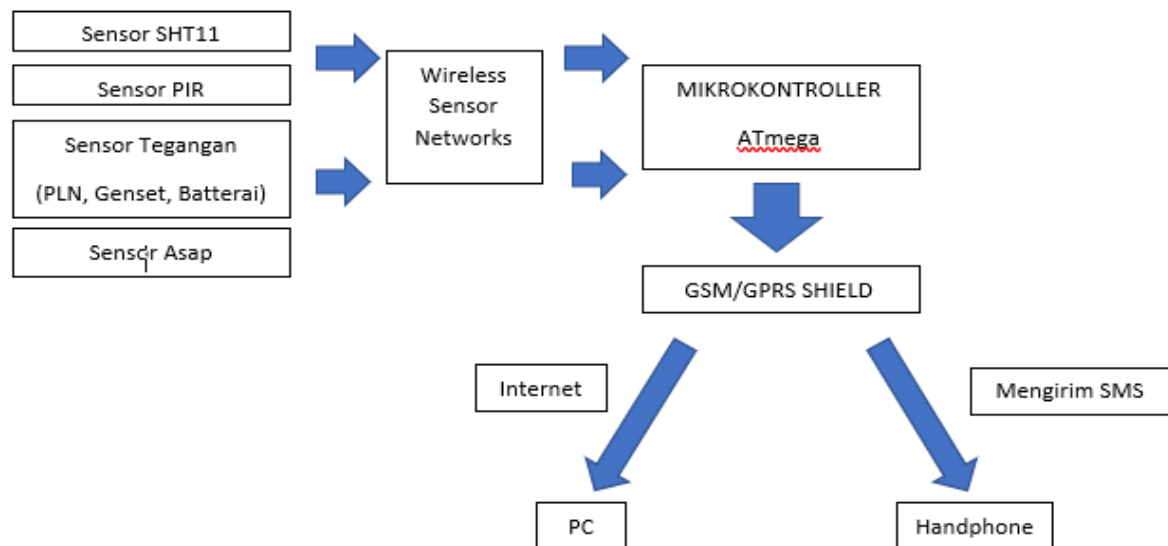 Sensor SHT11
Sensor PIR
Sensor Tegangan
(PLN, Genset, Batterai)
Sensor Asap
Wireless
Sensor
Networks
MIKROKONTROLLER
ATmega
GSM/GPRS SHIELD
Internet
Mengirim SMS
PC
Handphone